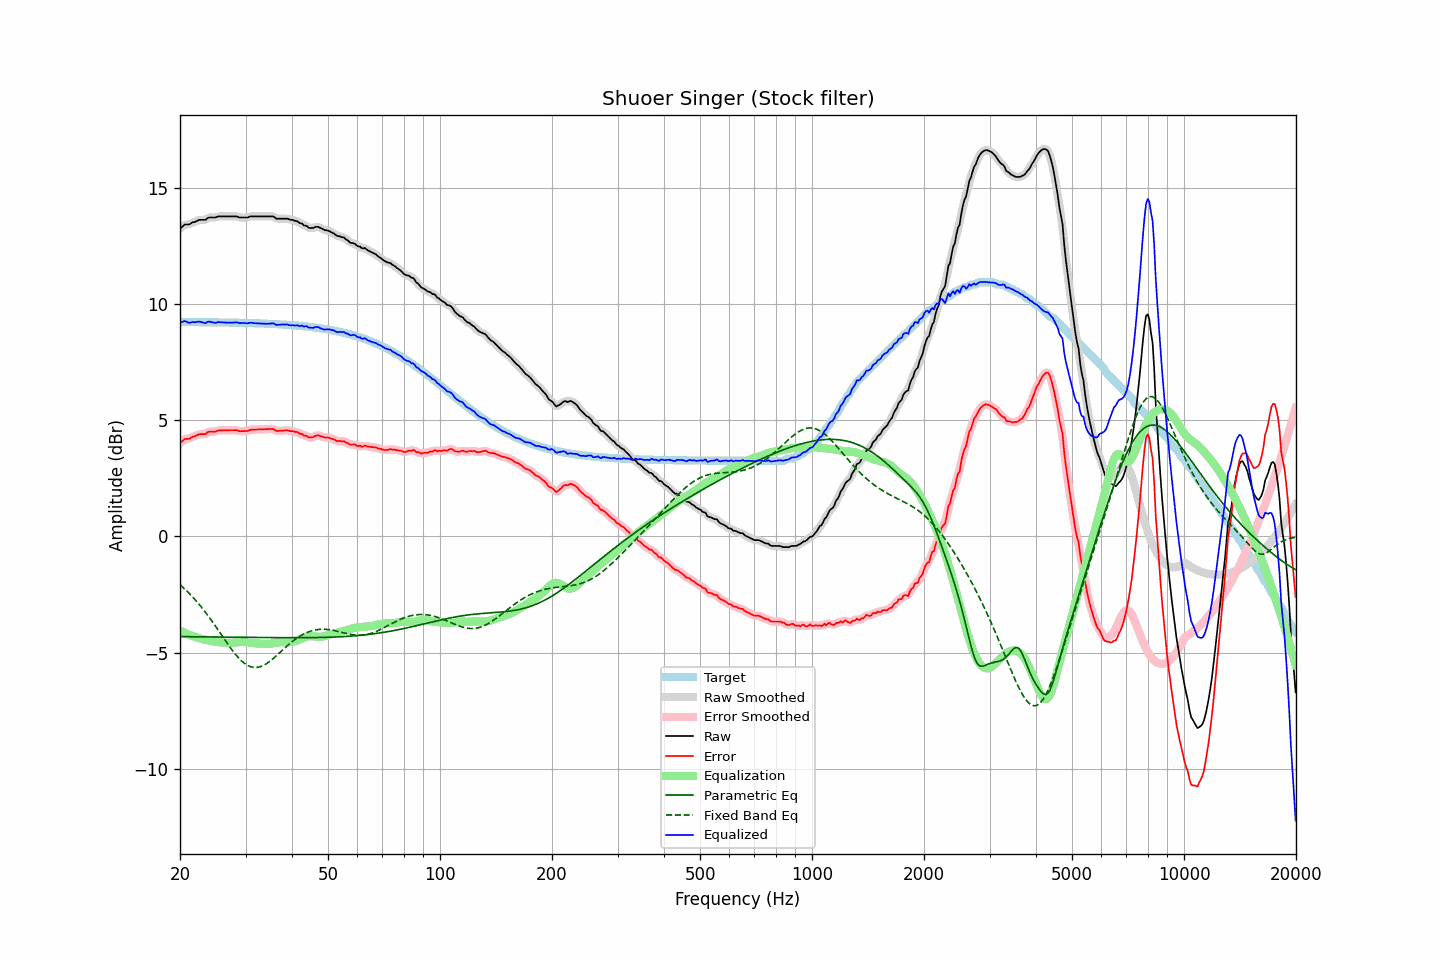 Shuoer Singer (Stock filter)
Amplitude (dBr)
15
10
5
0
−5
−10
Target
Raw Smoothed
Error Smoothed
Raw
Error
Equalization
Parametric Eq
Fixed Band Eq
Equalized
20 50 100 200 500 1000 2000 5000 10000 20000
Frequency (Hz)